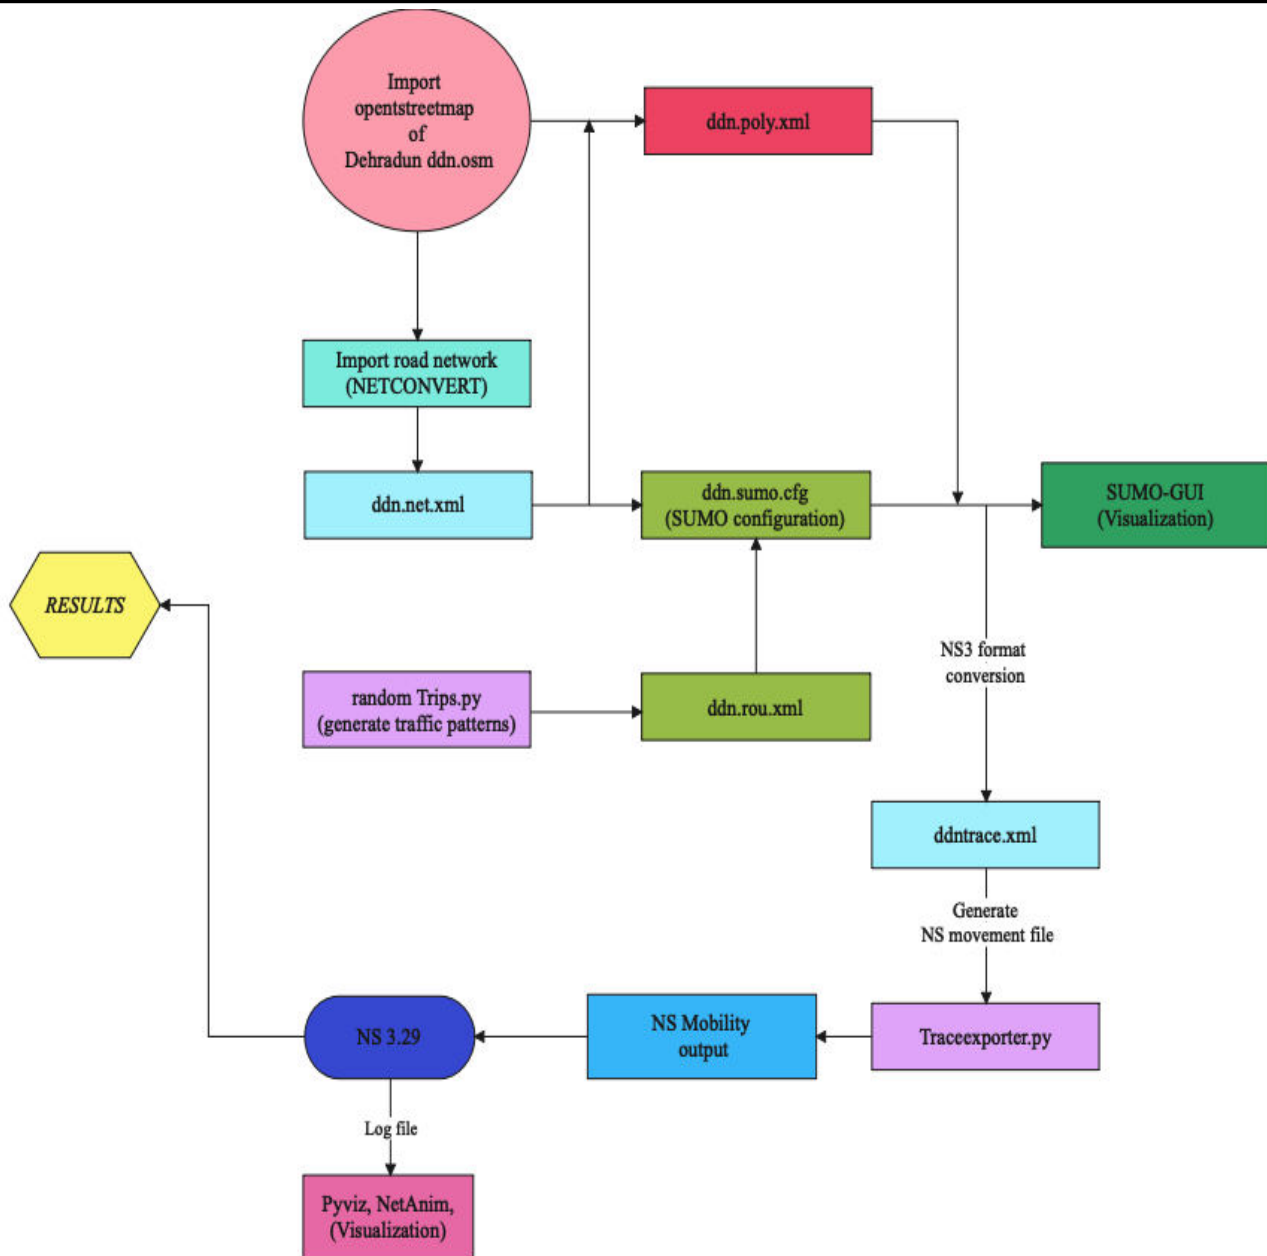 Import
opentstreetmap
of
Dehradun ddn.osm
ddn.poly.xml
Import road network
(NETCONVERT)
ddn.net.xml
ddn.sumo.cfg
(SUMO configuration)
SUMO-GUI
(Visualization)
RESULTS
NS3 format
conversion
random Trips.py
(generate traffic patterns)
ddn.rou.xml
ddntrace.xml
Generate
NS movement file
NS 3.29
NS Mobility
output
Traceexporter.py
Log file
Pyviz, NetAnim,
(Visualization)